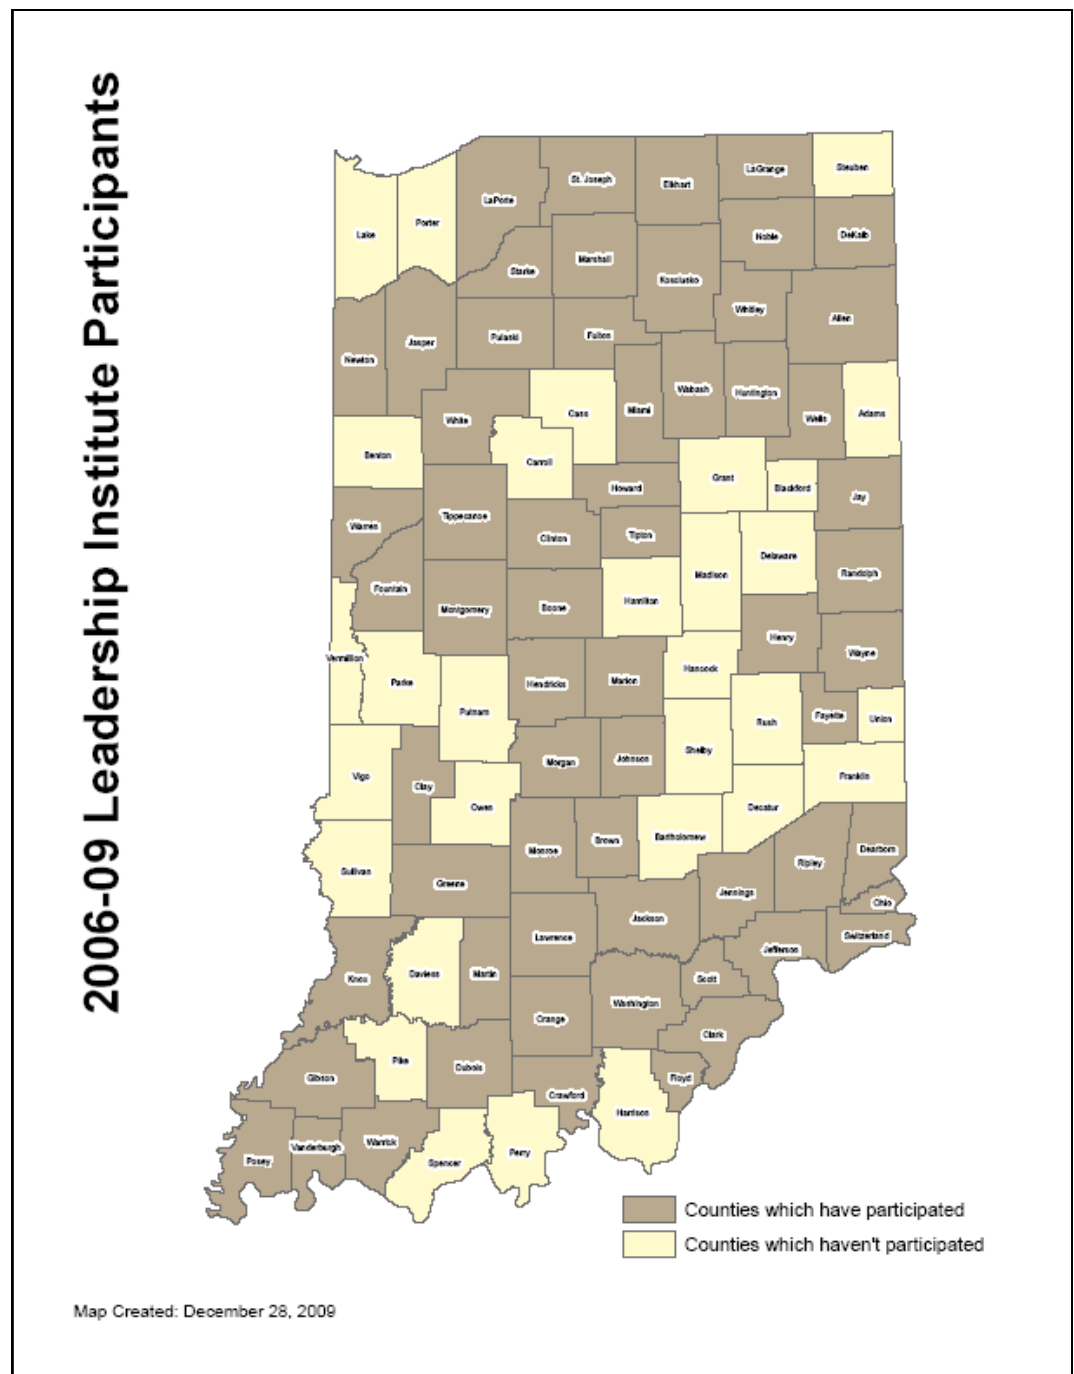 2006-09 Leadership Institute Participants
Steuben
LaGrange
St. Joseph
Elkhart
LaPorte
Porter
Lake
Noble
DeKalb
Marshall
Starke
Kosciusko
Whitley
Allen
Pulaski
Fulton
Jasper
Newton
Wabash
Huntington
Miami
Cass
Adams
White
Wells
Benton
Carroll
Grant
Howard
Blackford
Jay
Tippecanoe
Warren
Tipton
Clinton
Delaware
Madison
Randolph
Fountain
Hamilton
Boone
Montgomery
Henry
Wayne
Vermillion
Hancock
Parke
Hendricks
Marion
Putnam
Fayette
Union
Rush
Shelby
Johnson
Morgan
Vigo
Franklin
Clay
Owen
Decatur
Bartholomew
Brown
Monroe
Dearborn
Ripley
Sullivan
Greene
Jennings
Ohio
Jackson
Switzerland
Lawrence
Jefferson
Daviess
Martin
Knox
Scott
Washington
Orange
Clark
Pike
Dubois
Gibson
Floyd
Crawford
Harrison
Warrick
Vanderburgh
Perry
Posey
Spencer
Counties which have participated
Counties which haven't participated
Map Created: December 28, 2009